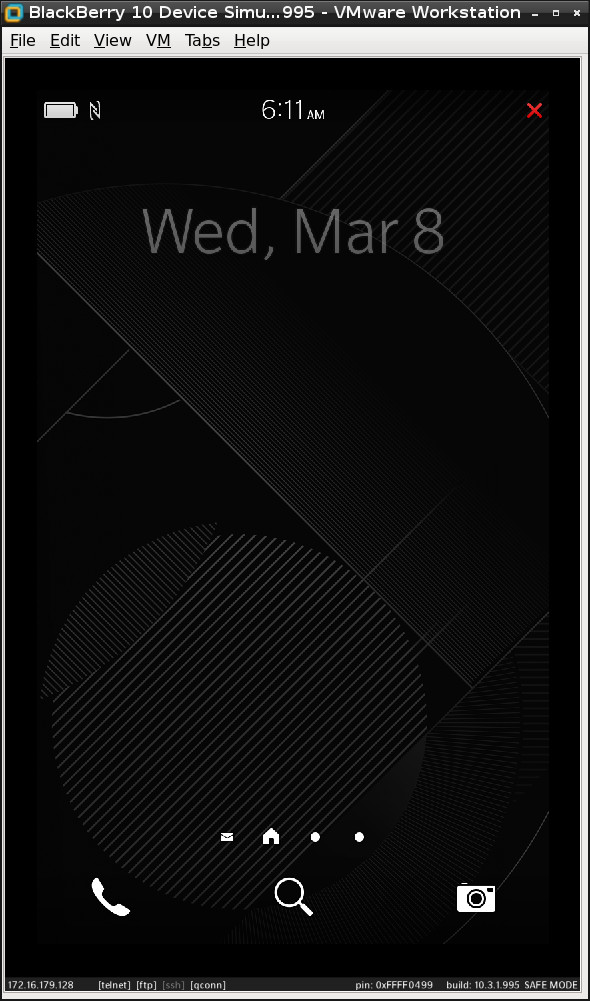 BlackBerry 10 Device Simu...995 - VMware Workstation
File Edit View VM Tabs Help
6:11 AM
Wed, Mar 8
172.16.179.128 [telnet] [ftp] [ssh] [qconn] pin: 0xFFFF0499 build: 10.3.1.995 SAFE MODE